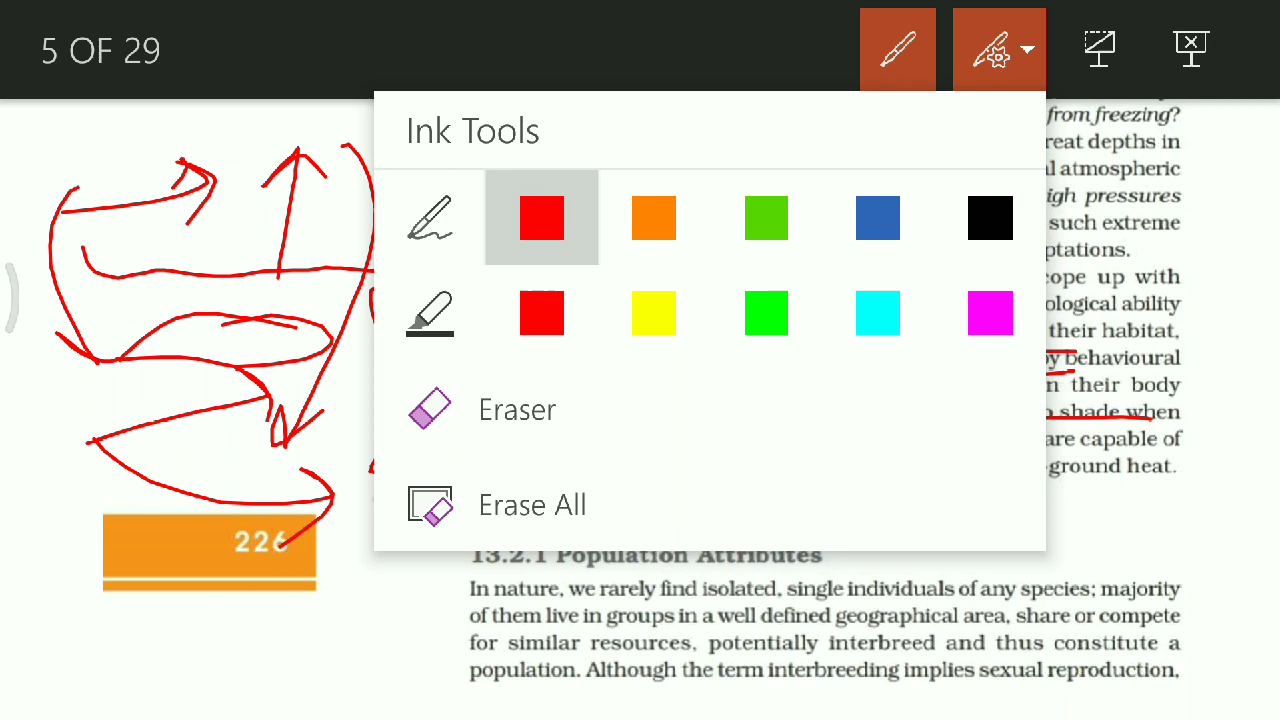 5 OF 29
Ink Tools
Eraser
Erase All
from freezing?
reat depths in
l atmospheric
igh pressures
such extreme
ptations.
cope up with
ological ability
their habitat,
by behavioural
n their body
shade when
are capable of
-ground heat.
226
13.2.1 Population Attributes
In nature, we rarely find isolated, single individuals of any species; majority
of them live in groups in a well defined geographical area, share or compete
for similar resources, potentially interbreed and thus constitute a
population. Although the term interbreeding implies sexual reproduction,